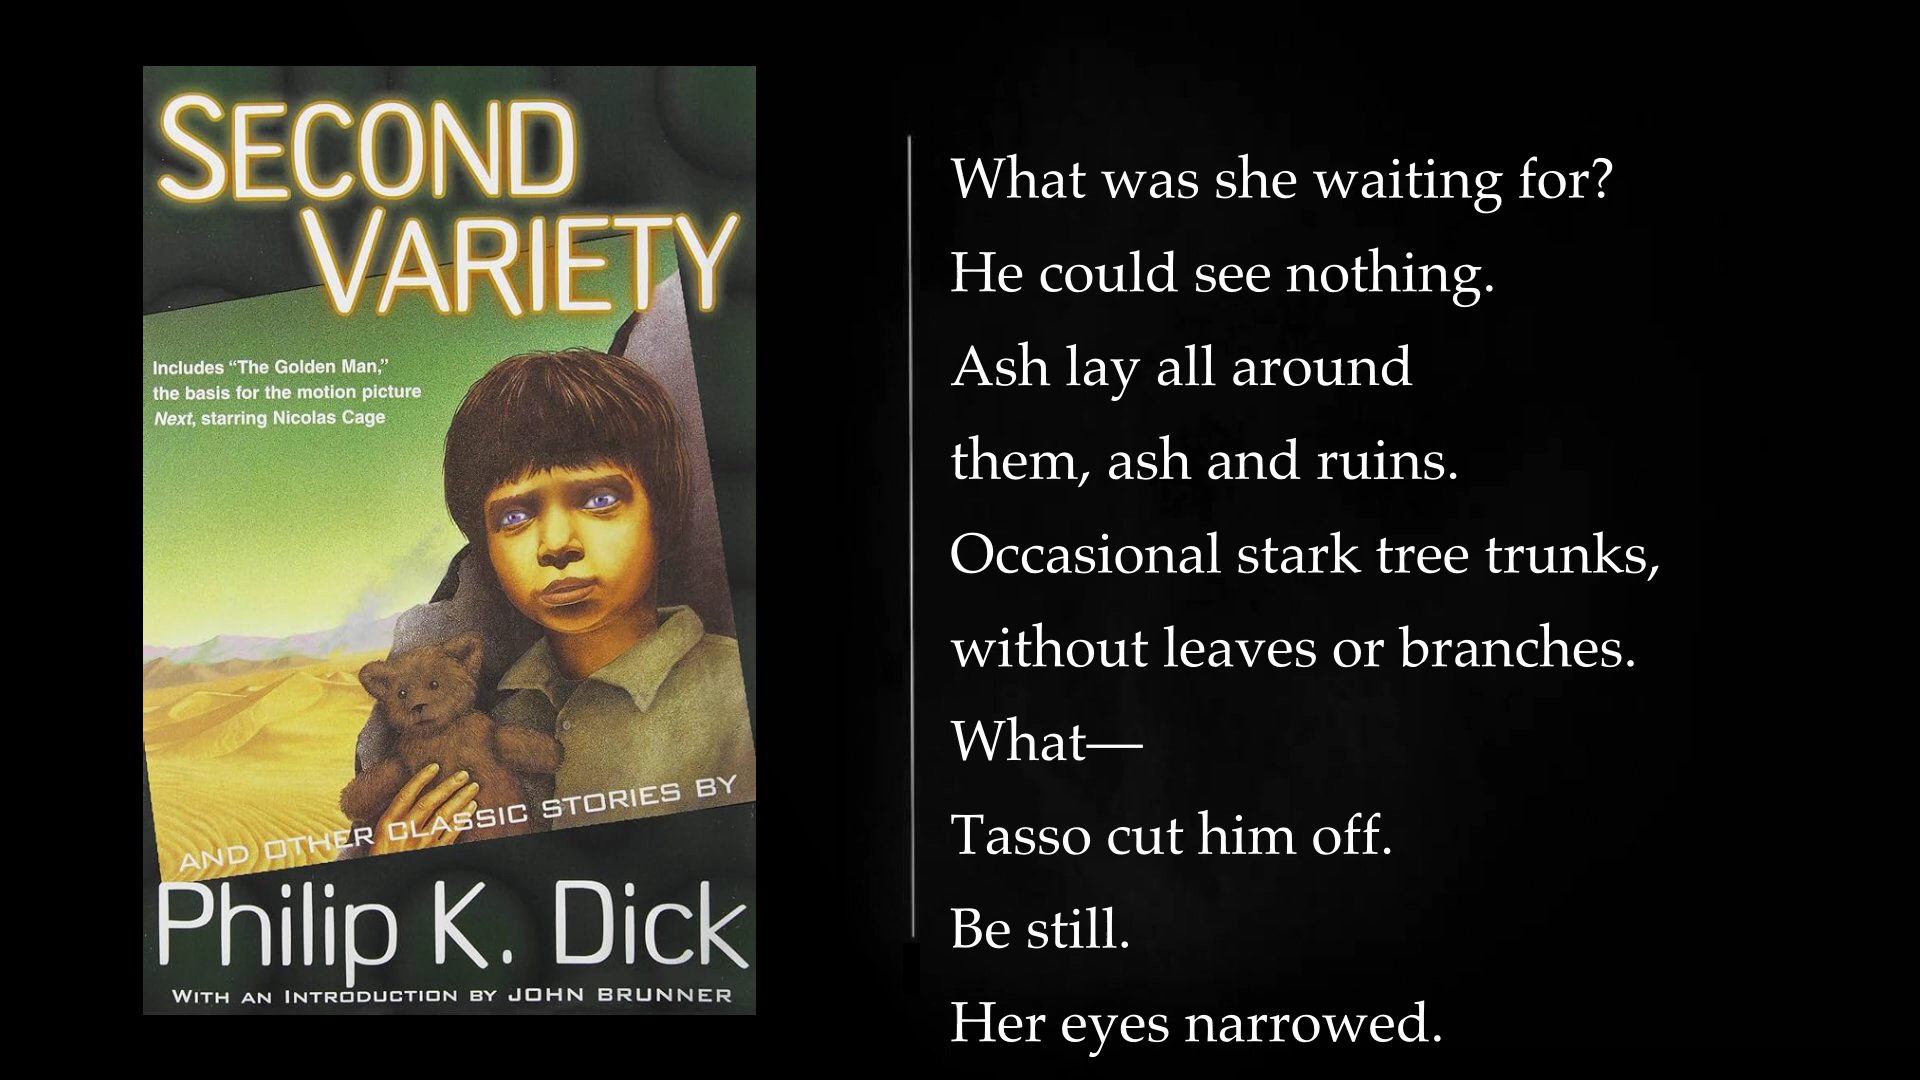 SECOND
VARIETY
Includes “The Golden Man,”
the basis for the motion picture
Next, starring Nicolas Cage
AND OTHER CLASSIC STORIES BY
Philip K. Dick
WITH AN INTRODUCTION BY JOHN BRUNNER
What was she waiting for?
He could see nothing.
Ash lay all around
them, ash and ruins.
Occasional stark tree trunks,
without leaves or branches.
What—
Tasso cut him off.
Be still.
Her eyes narrowed.